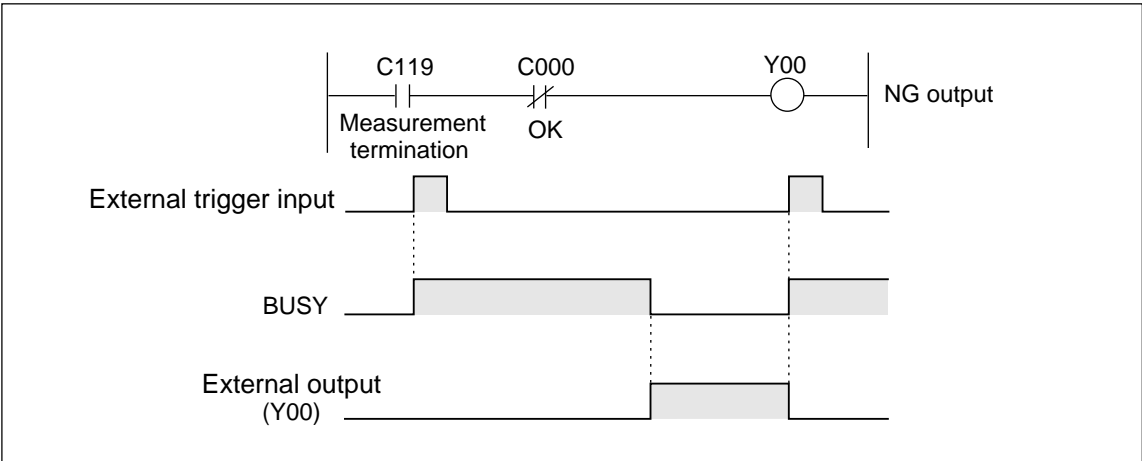 C119 C000 Y00
NG output
Measurement
termination
OK
External trigger input
BUSY
External output
(Y00)